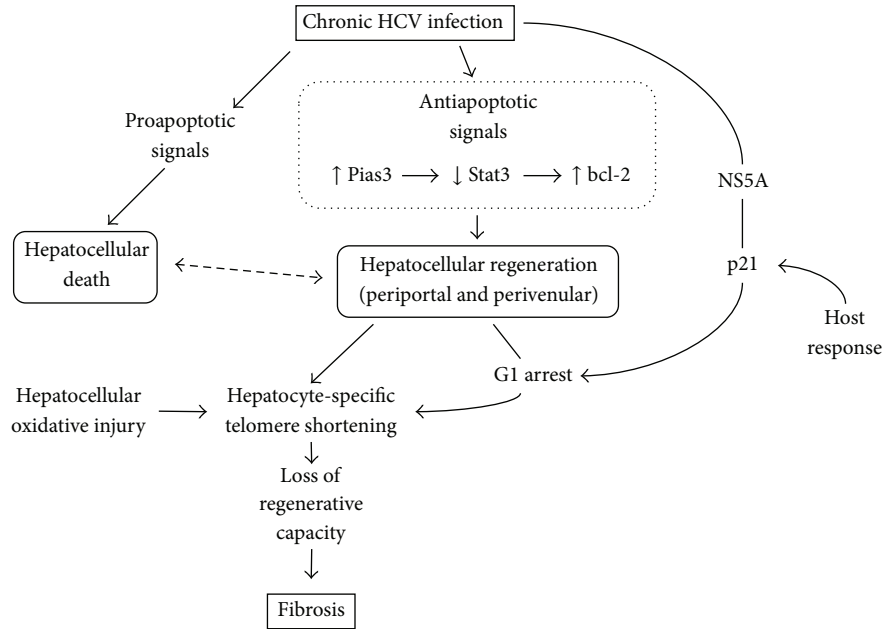 Chronic HCV infection
Antiapoptotic
signals
Proapoptotic
signals
↑ Pias3 → ↓ Stat3 → ↑ bcl-2
NS5A
Hepatocellular
death
Hepatocellular regeneration
(periportal and perivenular)
p21
Host
response
G1 arrest
Hepatocellular
oxidative injury
Hepatocyte-specific
telomere shortening
Loss of
regenerative
capacity
Fibrosis